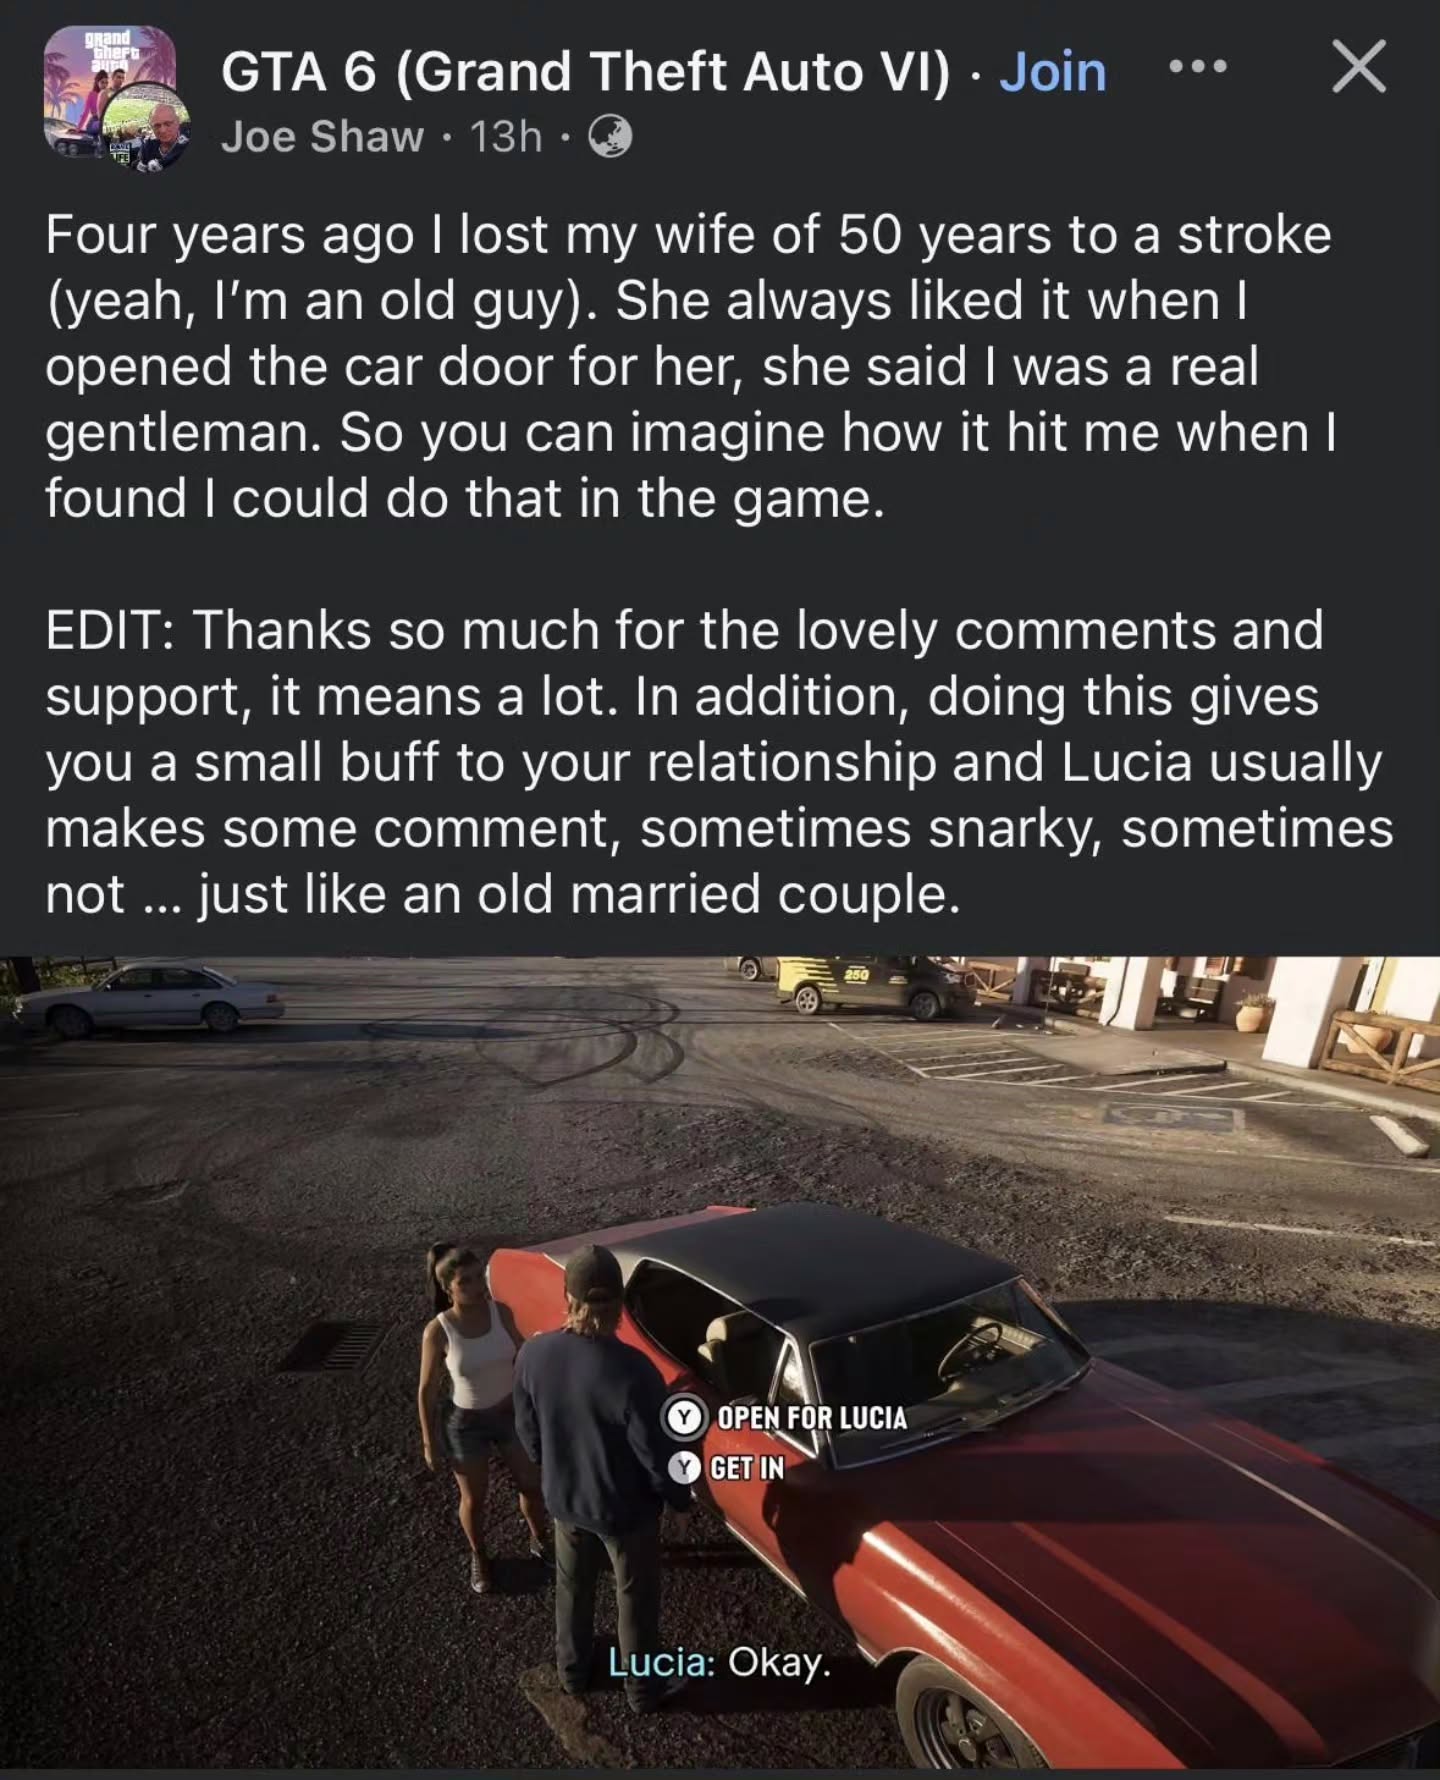 grand
theft
auto
GTA 6 (Grand Theft Auto VI) · Join
Joe Shaw · 13h ·
Four years ago I lost my wife of 50 years to a stroke
(yeah, I'm an old guy). She always liked it when I
opened the car door for her, she said I was a real
gentleman. So you can imagine how it hit me when I
found I could do that in the game.
EDIT: Thanks so much for the lovely comments and
support, it means a lot. In addition, doing this gives
you a small buff to your relationship and Lucia usually
makes some comment, sometimes snarky, sometimes
not ... just like an old married couple.
Y OPEN FOR LUCIA
Y GET IN
Lucia: Okay.